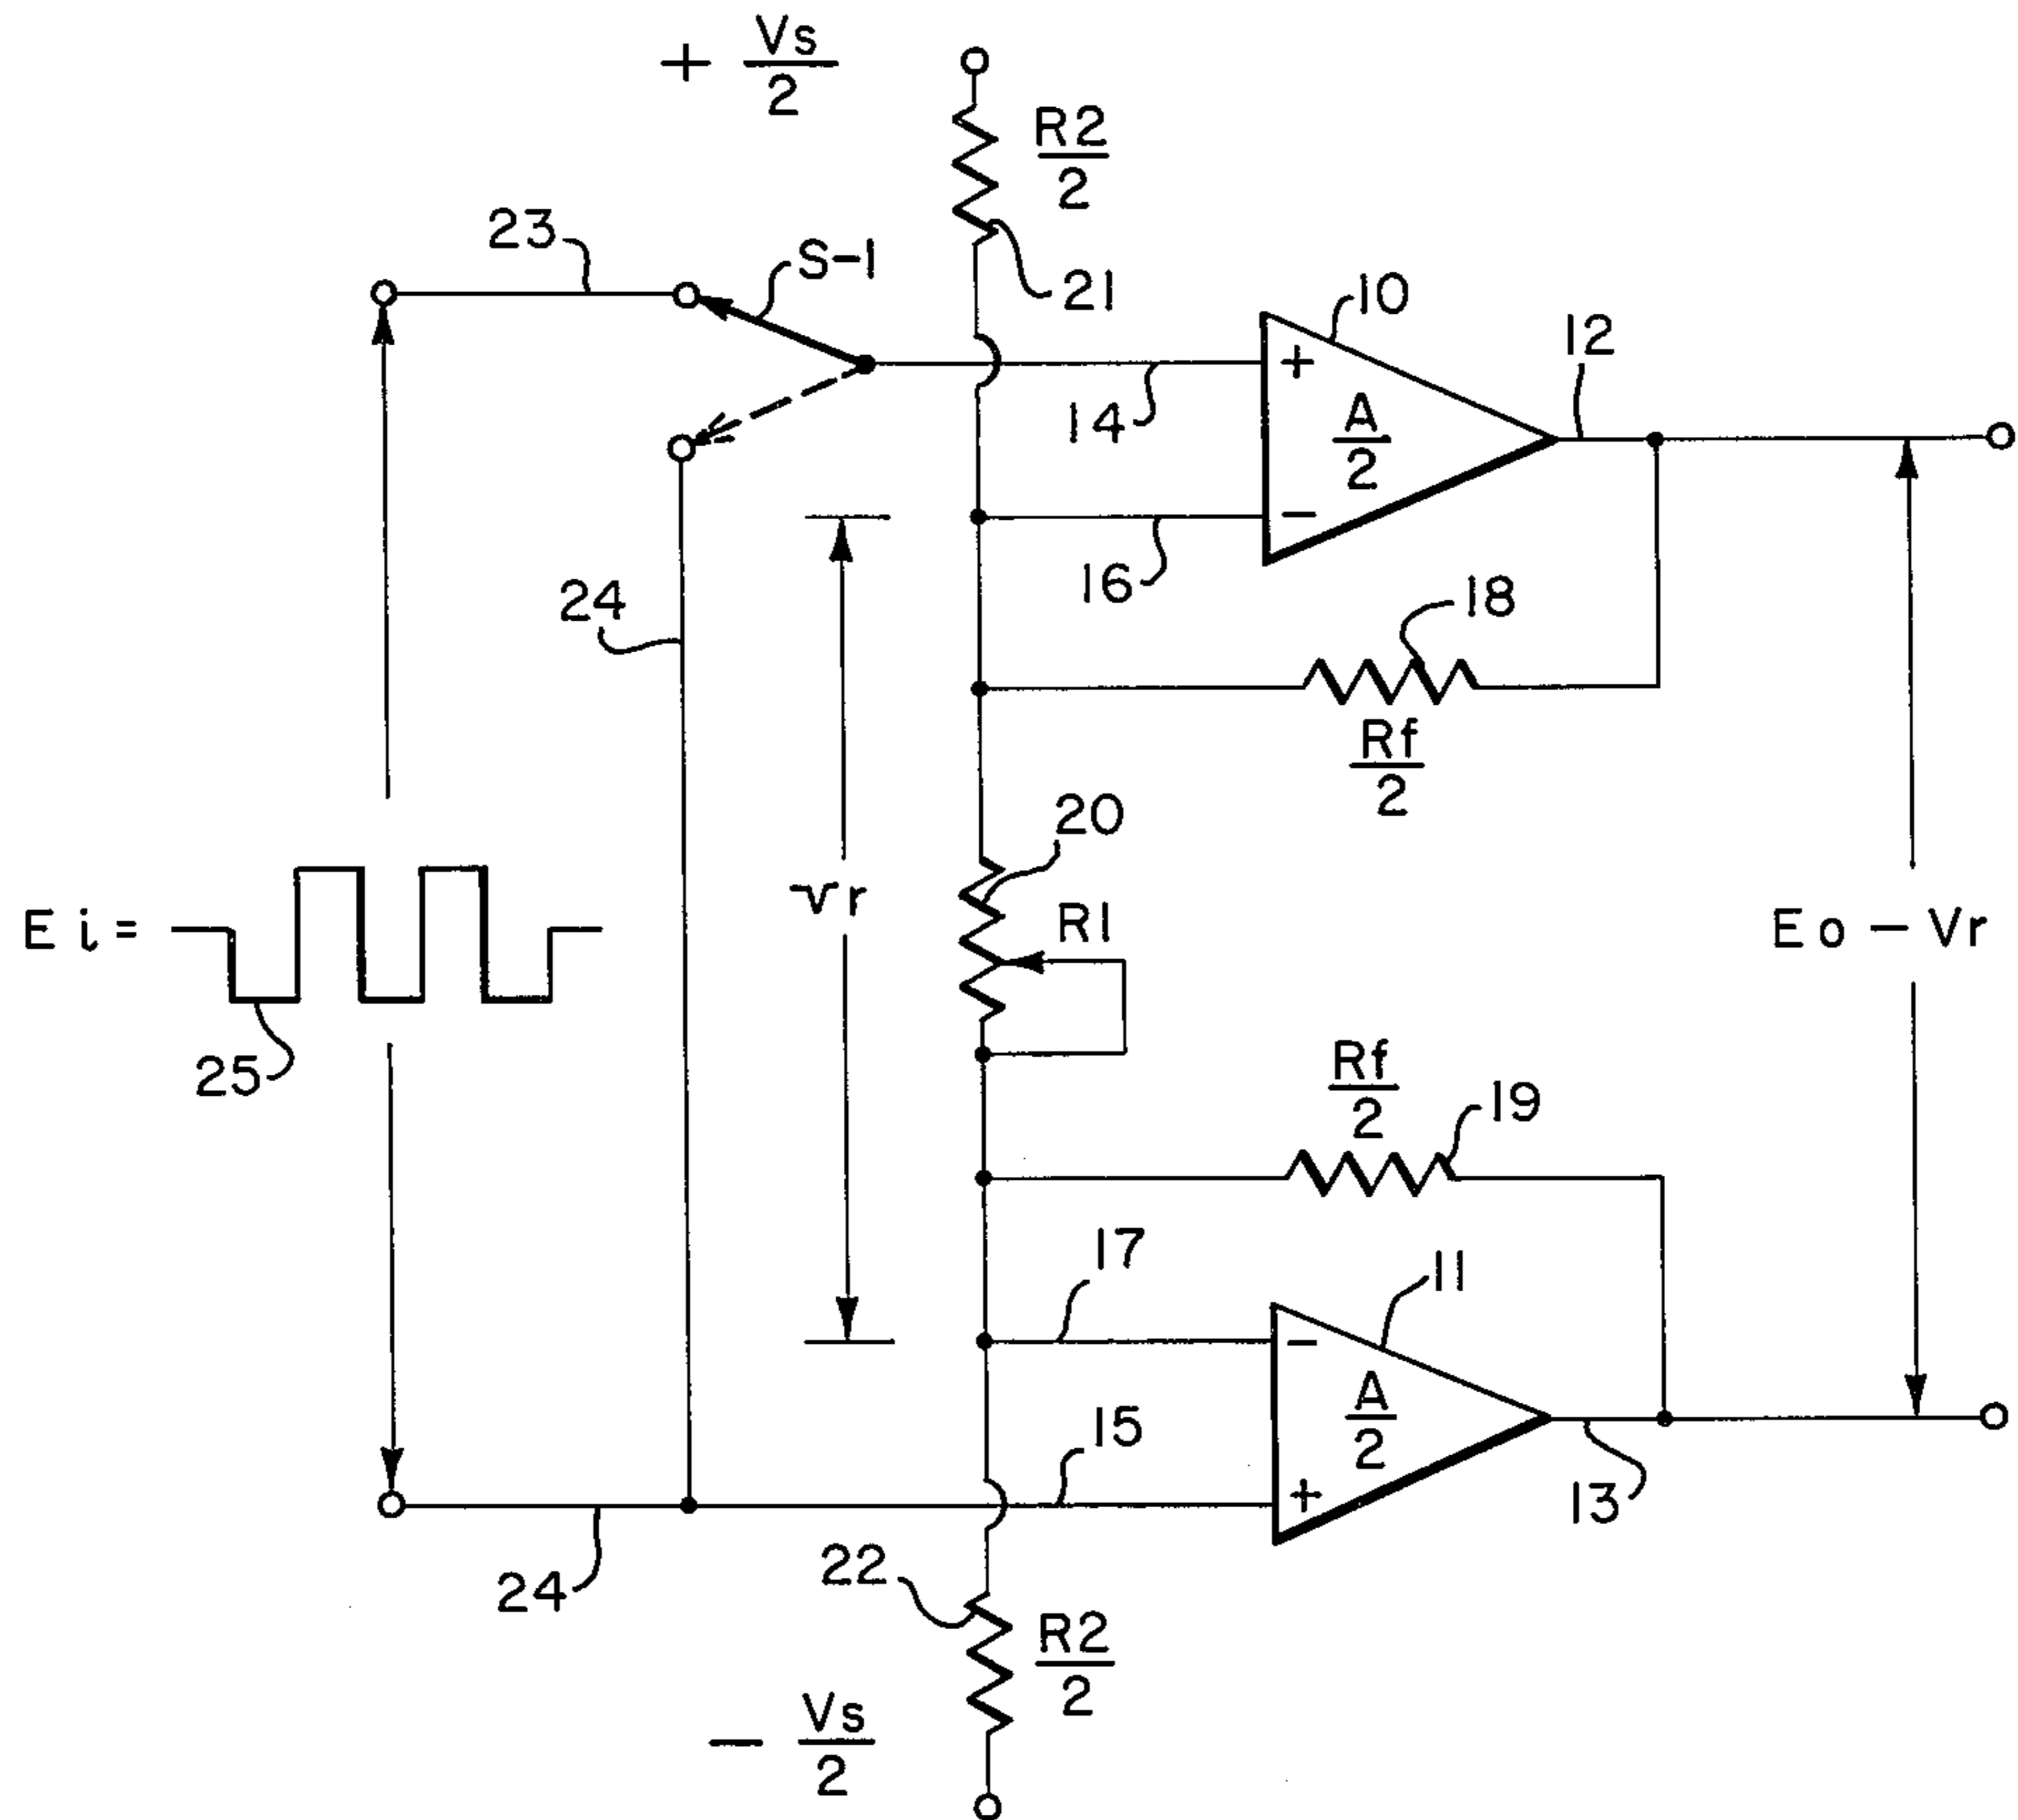 + Vs/2
R2/2
23
S-1
21
10
12
+
A/2
14
−
16
24
18
Rf/2
20
R1
vr
Ei =
Eo − Vr
25
Rf/2
19
17
11
−
A/2
15
+
13
24
22
R2/2
− Vs/2